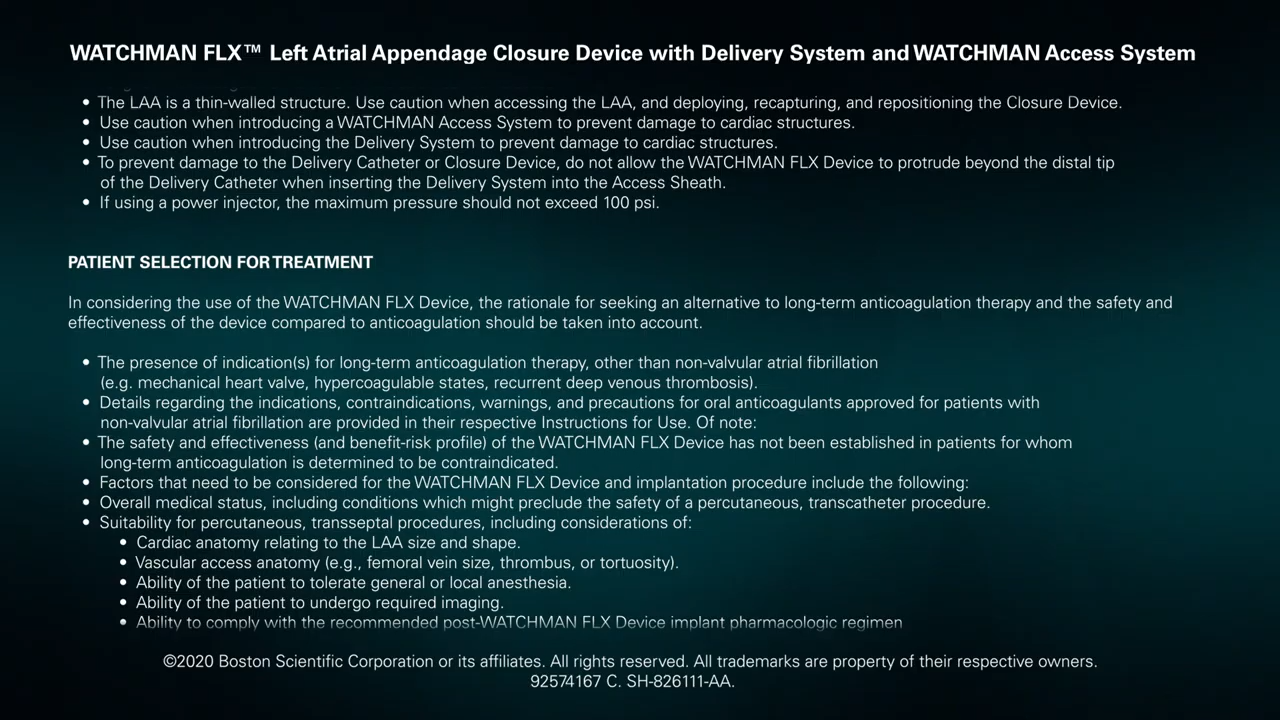 WATCHMAN FLX™ Left Atrial Appendage Closure Device with Delivery System and WATCHMAN Access System
• The LAA is a thin-walled structure. Use caution when accessing the LAA, and deploying, recapturing, and repositioning the Closure Device.
• Use caution when introducing a WATCHMAN Access System to prevent damage to cardiac structures.
• Use caution when introducing the Delivery System to prevent damage to cardiac structures.
• To prevent damage to the Delivery Catheter or Closure Device, do not allow the WATCHMAN FLX Device to protrude beyond the distal tip
of the Delivery Catheter when inserting the Delivery System into the Access Sheath.
• If using a power injector, the maximum pressure should not exceed 100 psi.
PATIENT SELECTION FOR TREATMENT
In considering the use of the WATCHMAN FLX Device, the rationale for seeking an alternative to long-term anticoagulation therapy and the safety and
effectiveness of the device compared to anticoagulation should be taken into account.
• The presence of indication(s) for long-term anticoagulation therapy, other than non-valvular atrial fibrillation
(e.g. mechanical heart valve, hypercoagulable states, recurrent deep venous thrombosis).
• Details regarding the indications, contraindications, warnings, and precautions for oral anticoagulants approved for patients with
non-valvular atrial fibrillation are provided in their respective Instructions for Use. Of note:
• The safety and effectiveness (and benefit-risk profile) of the WATCHMAN FLX Device has not been established in patients for whom
long-term anticoagulation is determined to be contraindicated.
• Factors that need to be considered for the WATCHMAN FLX Device and implantation procedure include the following:
• Overall medical status, including conditions which might preclude the safety of a percutaneous, transcatheter procedure.
• Suitability for percutaneous, transseptal procedures, including considerations of:
• Cardiac anatomy relating to the LAA size and shape.
• Vascular access anatomy (e.g., femoral vein size, thrombus, or tortuosity).
• Ability of the patient to tolerate general or local anesthesia.
• Ability of the patient to undergo required imaging.
• Ability to comply with the recommended post-WATCHMAN FLX Device implant pharmacologic regimen
©2020 Boston Scientific Corporation or its affiliates. All rights reserved. All trademarks are property of their respective owners.
92574167 C. SH-826111-AA.